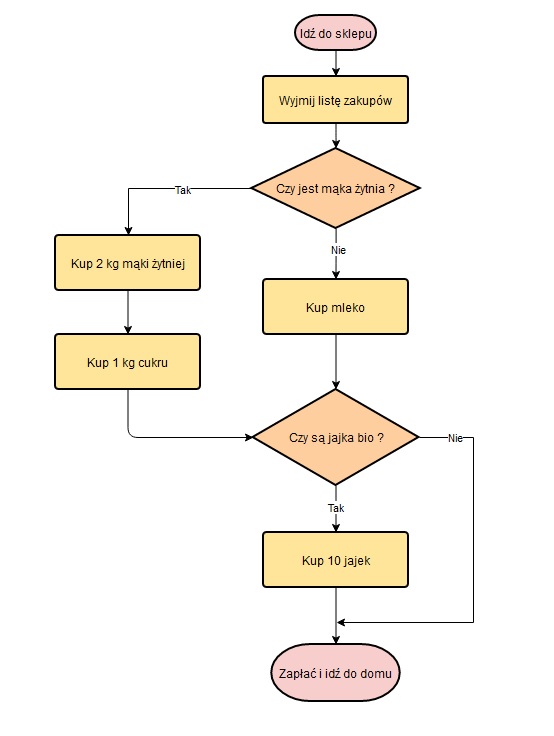 Idź do sklepu
Wyjmij listę zakupów
Czy jest mąka żytnia ?
Tak
Nie
Kup 2 kg mąki żytniej
Kup mleko
Kup 1 kg cukru
Czy są jajka bio ?
Nie
Tak
Kup 10 jajek
Zapłać i idź do domu